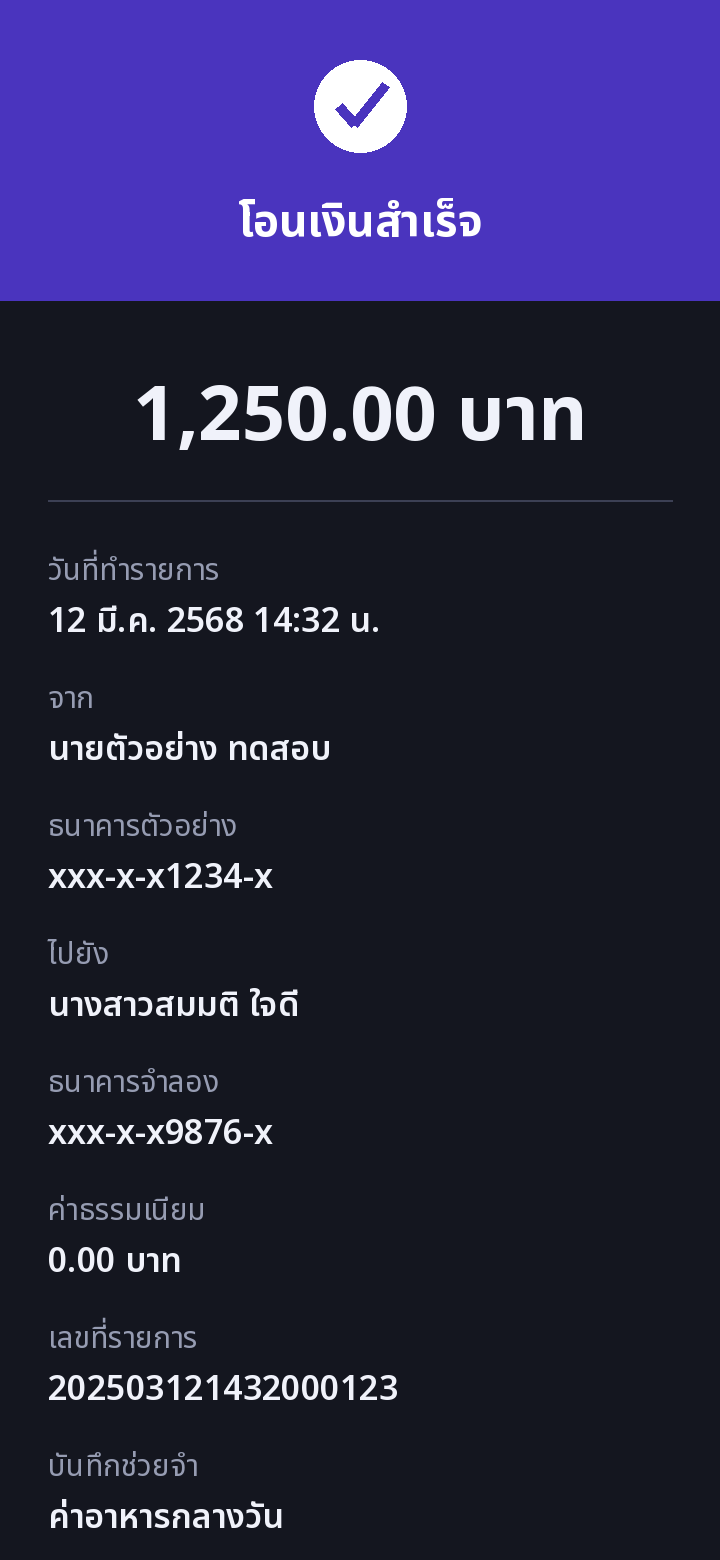 โอนเงินสำเร็จ
1,250.00 บาท
วันที่ทำรายการ
12 มี.ค. 2568 14:32 น.
จาก
นายตัวอย่าง ทดสอบ
ธนาคารตัวอย่าง
xxx-x-x1234-x
ไปยัง
นางสาวสมมติ ใจดี
ธนาคารจำลอง
xxx-x-x9876-x
ค่าธรรมเนียม
0.00 บาท
เลขที่รายการ
202503121432000123
บันทึกช่วยจำ
ค่าอาหารกลางวัน